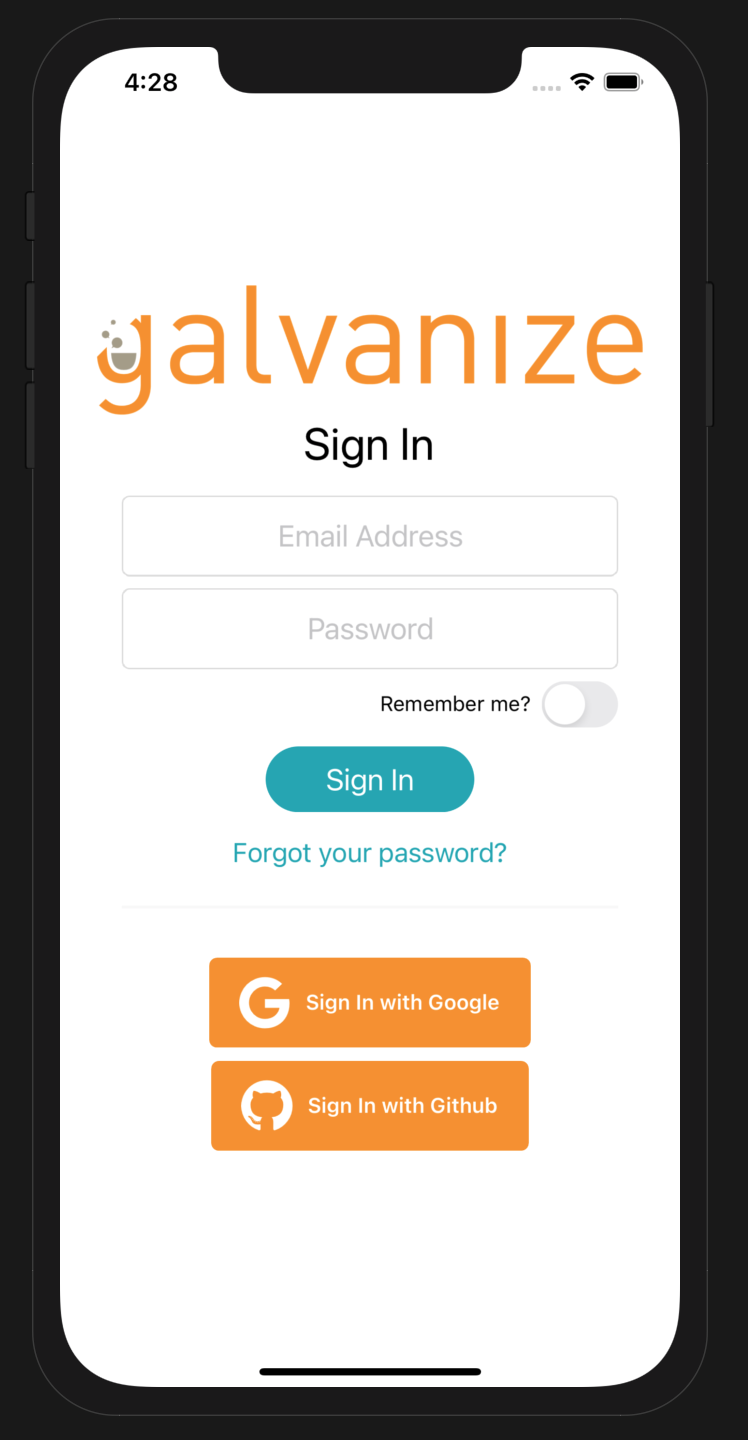 4:28
galvanize
Sign In
Email Address
Password
Remember me?
Sign In
Forgot your password?
Sign In with Google
Sign In with Github